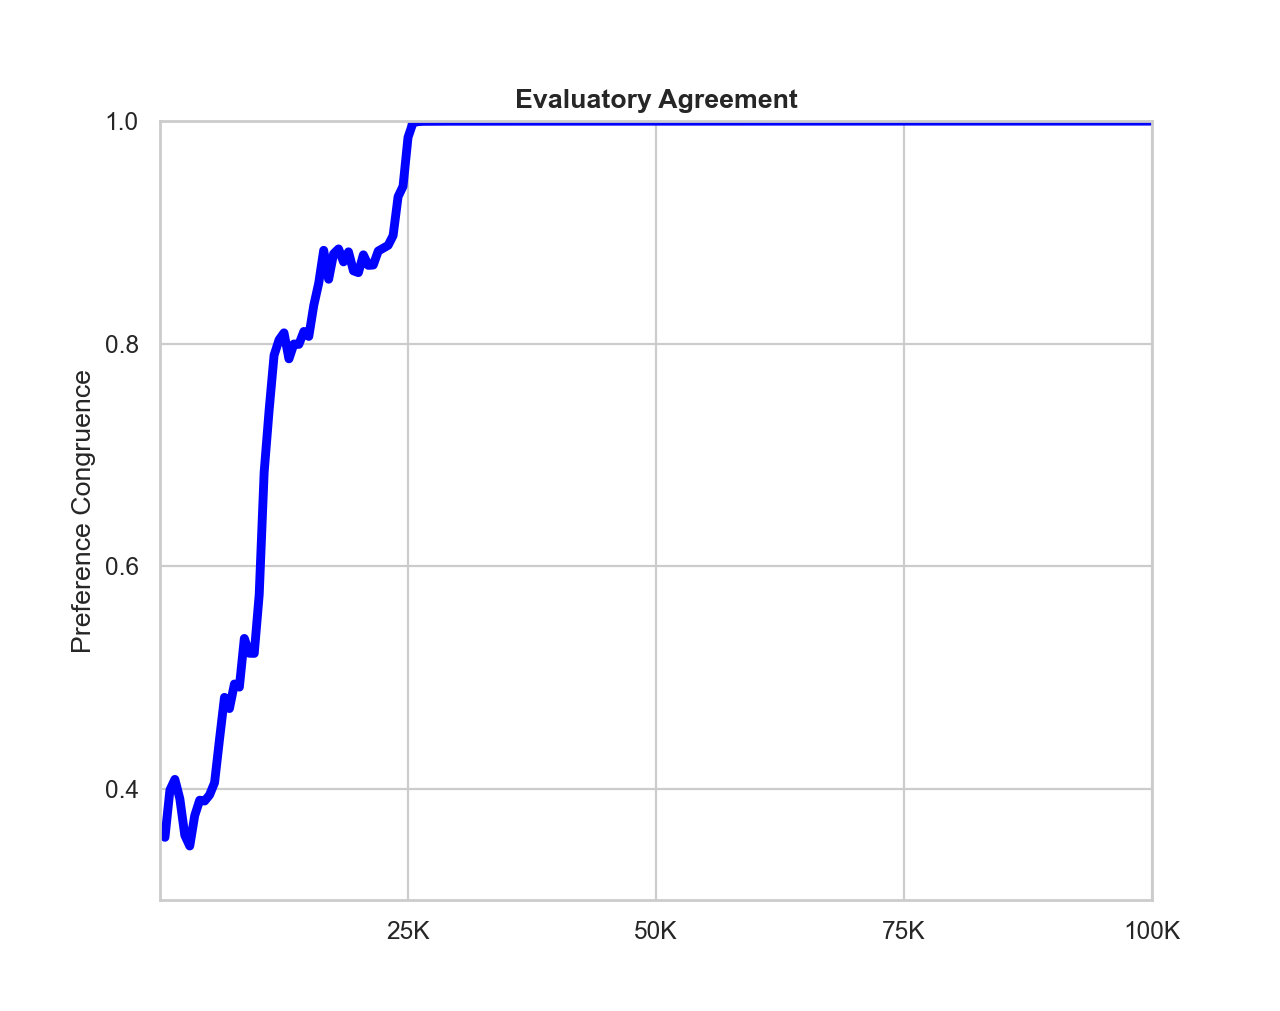 Evaluatory Agreement
1.0
0.8
0.6
0.4
Preference Congruence
25K
50K
75K
100K